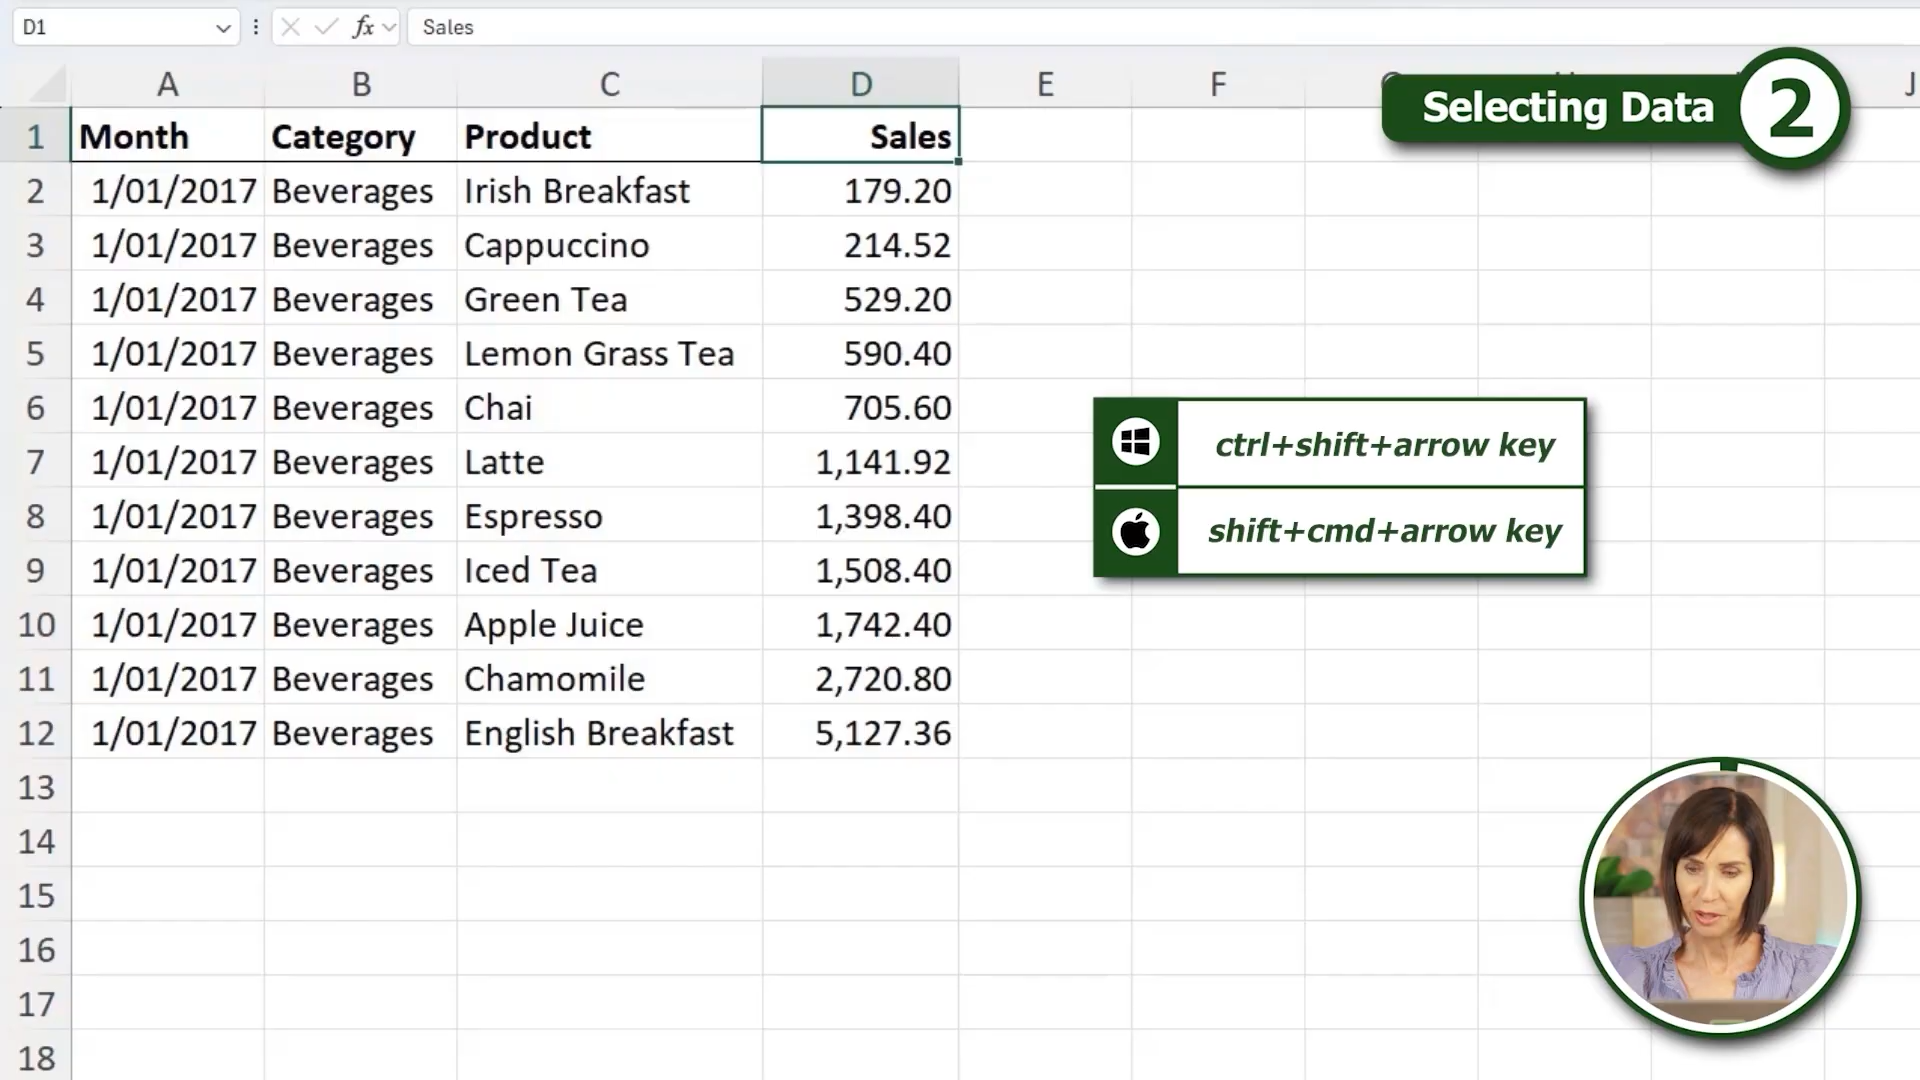 D1 fx Sales
A B C D E F J
Selecting Data 2
1 Month Category Product Sales
2 1/01/2017 Beverages Irish Breakfast 179.20
3 1/01/2017 Beverages Cappuccino 214.52
4 1/01/2017 Beverages Green Tea 529.20
5 1/01/2017 Beverages Lemon Grass Tea 590.40
6 1/01/2017 Beverages Chai 705.60
ctrl+shift+arrow key
7 1/01/2017 Beverages Latte 1,141.92
8 1/01/2017 Beverages Espresso 1,398.40
shift+cmd+arrow key
9 1/01/2017 Beverages Iced Tea 1,508.40
10 1/01/2017 Beverages Apple Juice 1,742.40
11 1/01/2017 Beverages Chamomile 2,720.80
12 1/01/2017 Beverages English Breakfast 5,127.36
13
14
15
16
17
18